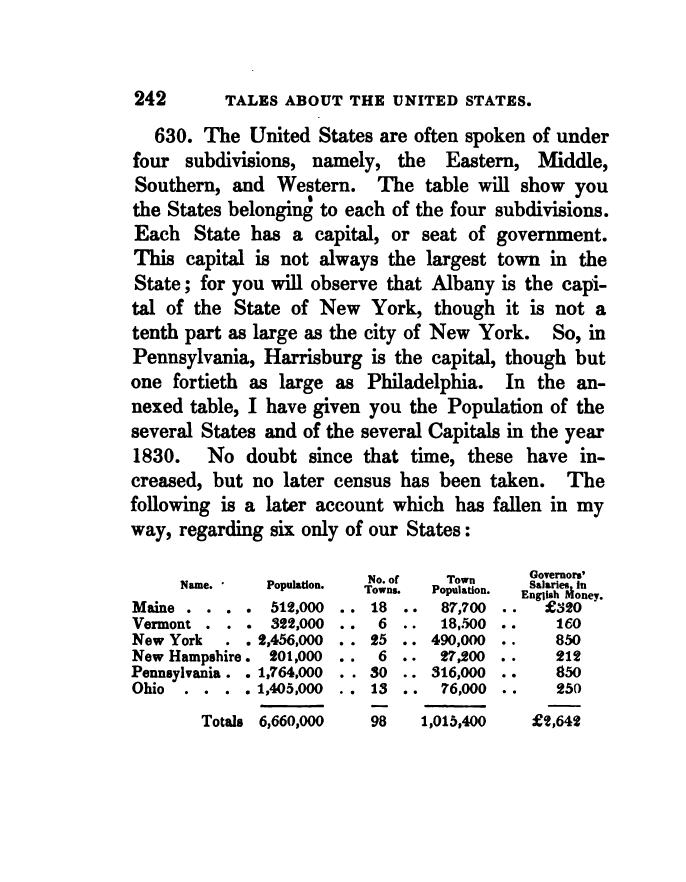 242 TALES ABOUT THE UNITED STATES.
630. The United States are often spoken of under
four subdivisions, namely, the Eastern, Middle,
Southern, and Western. The table will show you
the States belonging to each of the four subdivisions.
Each State has a capital, or seat of government.
This capital is not always the largest town in the
State; for you will observe that Albany is the capi-
tal of the State of New York, though it is not a
tenth part as large as the city of New York. So, in
Pennsylvania, Harrisburg is the capital, though but
one fortieth as large as Philadelphia. In the an-
nexed table, I have given you the Population of the
several States and of the several Capitals in the year
1830. No doubt since that time, these have in-
creased, but no later census has been taken. The
following is a later account which has fallen in my
way, regarding six only of our States:
Name. Population. No. of Towns. Town Population. Governors' Salaries, in English Money.
Maine . . . . 512,000 .. 18 .. 87,700 .. £320
Vermont . . . 322,000 .. 6 .. 18,500 .. 160
New York . . 2,456,000 .. 25 .. 490,000 .. 850
New Hampshire . 201,000 .. 6 .. 27,200 .. 212
Pennsylvania . . 1,764,000 .. 30 .. 316,000 .. 850
Ohio . . . . 1,405,000 .. 13 .. 76,000 .. 250
Totals 6,660,000 98 1,015,400 £2,642